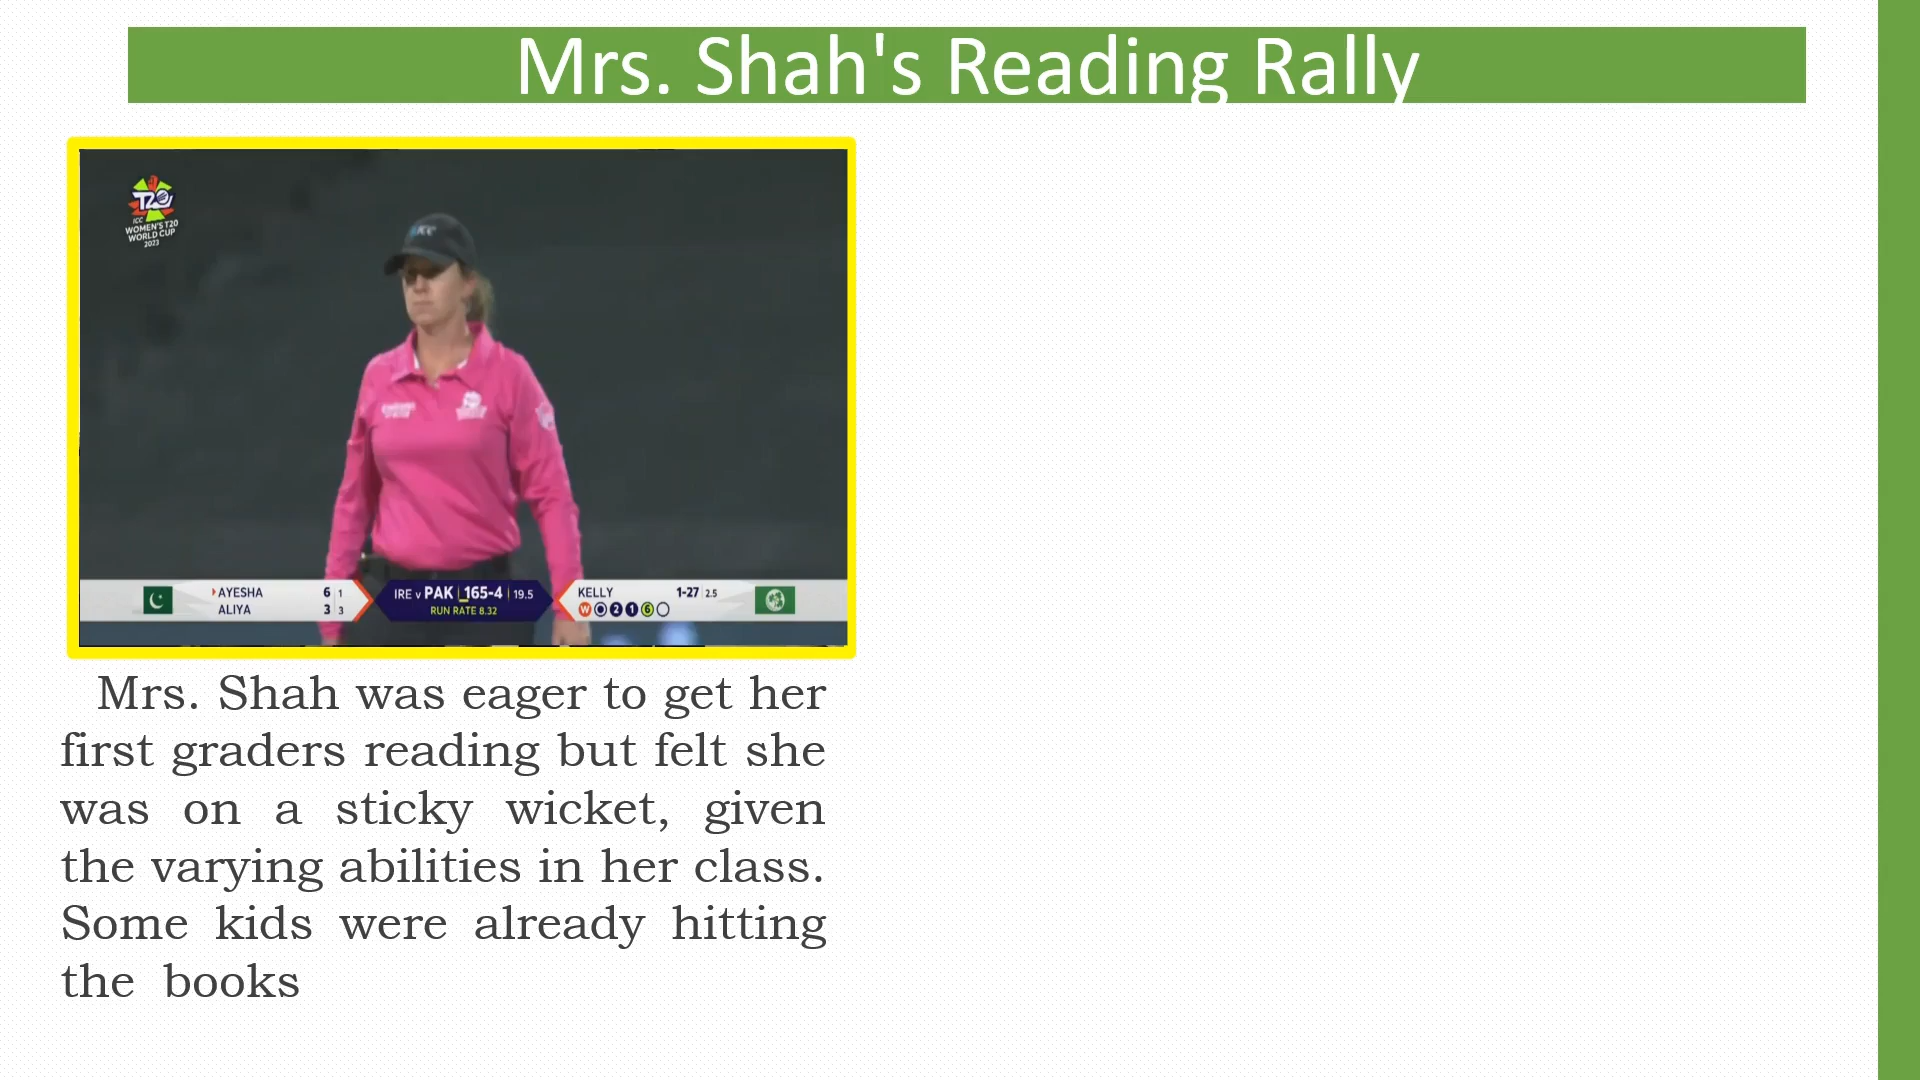 Mrs. Shah's Reading Rally
T20
ICC
WOMEN'S T20
WORLD CUP
2023
AYESHA 6 1
ALIYA 3 3
IRE v PAK 165-4 19.5
RUN RATE 8.32
KELLY 1-27 2.5
W 2 1 6
Mrs. Shah was eager to get her
first graders reading but felt she
was on a sticky wicket, given
the varying abilities in her class.
Some kids were already hitting
the books